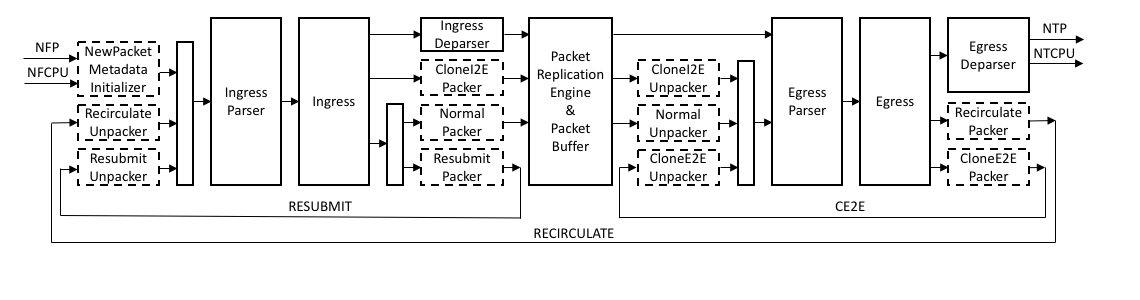 NFP
NFCPU
NewPacket
Metadata
Initializer
Recirculate
Unpacker
Resubmit
Unpacker
Ingress
Parser
Ingress
Ingress
Deparser
CloneI2E
Packer
Normal
Packer
Resubmit
Packer
Packet
Replication
Engine
&
Packet
Buffer
CloneI2E
Unpacker
Normal
Unpacker
CloneE2E
Unpacker
Egress
Parser
Egress
Egress
Deparser
Recirculate
Packer
CloneE2E
Packer
NTP
NTCPU
RESUBMIT
CE2E
RECIRCULATE